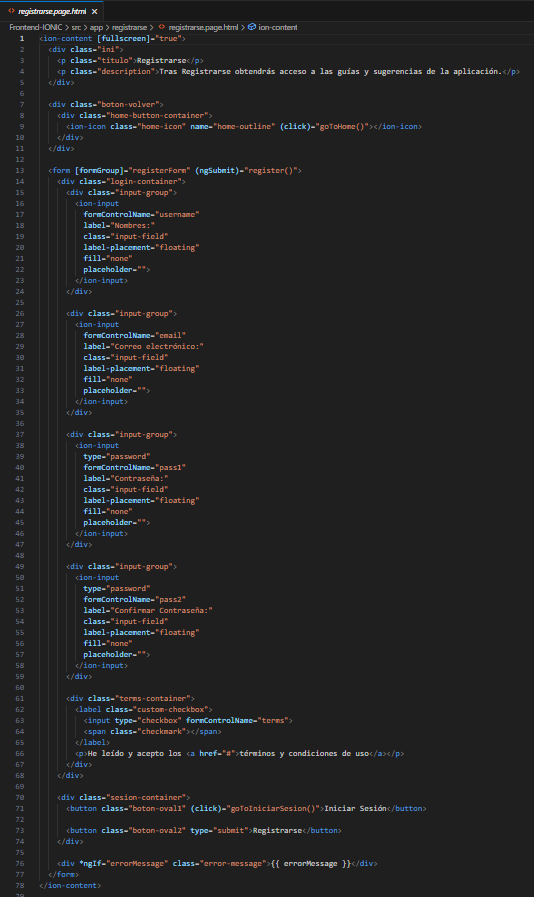 <> registrarse.page.html ×
Frontend-IONIC > src > app > registrarse > <> registrarse.page.html > ion-content
1 <ion-content [fullscreen]="true">
2 <div class="ini">
3 <p class="titulo">Registrarse</p>
4 <p class="description">Tras Registrarse obtendrás acceso a las guías y sugerencias de la aplicación.</p>
5 </div>
6
7 <div class="boton-volver">
8 <div class="home-button-container">
9 <ion-icon class="home-icon" name="home-outline" (click)="goToHome()"></ion-icon>
10 </div>
11 </div>
12
13 <form [formGroup]="registerForm" (ngSubmit)="register()">
14 <div class="login-container">
15 <div class="input-group">
16 <ion-input
17 formControlName="username"
18 label="Nombres:"
19 class="input-field"
20 label-placement="floating"
21 fill="none"
22 placeholder="">
23 </ion-input>
24 </div>
25
26 <div class="input-group">
27 <ion-input
28 formControlName="email"
29 label="Correo electrónico:"
30 class="input-field"
31 label-placement="floating"
32 fill="none"
33 placeholder="">
34 </ion-input>
35 </div>
36
37 <div class="input-group">
38 <ion-input
39 type="password"
40 formControlName="pass1"
41 label="Contraseña:"
42 class="input-field"
43 label-placement="floating"
44 fill="none"
45 placeholder="">
46 </ion-input>
47 </div>
48
49 <div class="input-group">
50 <ion-input
51 type="password"
52 formControlName="pass2"
53 label="Confirmar Contraseña:"
54 class="input-field"
55 label-placement="floating"
56 fill="none"
57 placeholder="">
58 </ion-input>
59 </div>
60
61 <div class="terms-container">
62 <label class="custom-checkbox">
63 <input type="checkbox" formControlName="terms">
64 <span class="checkmark"></span>
65 </label>
66 <p>He leído y acepto los <a href="#">términos y condiciones de uso</a></p>
67 </div>
68 </div>
69
70 <div class="sesion-container">
71 <button class="boton-oval1" (click)="goToIniciarSesion()">Iniciar Sesión</button>
72
73 <button class="boton-oval2" type="submit">Registrarse</button>
74 </div>
75
76 <div *ngIf="errorMessage" class="error-message">{{ errorMessage }}</div>
77 </form>
78 </ion-content>
79